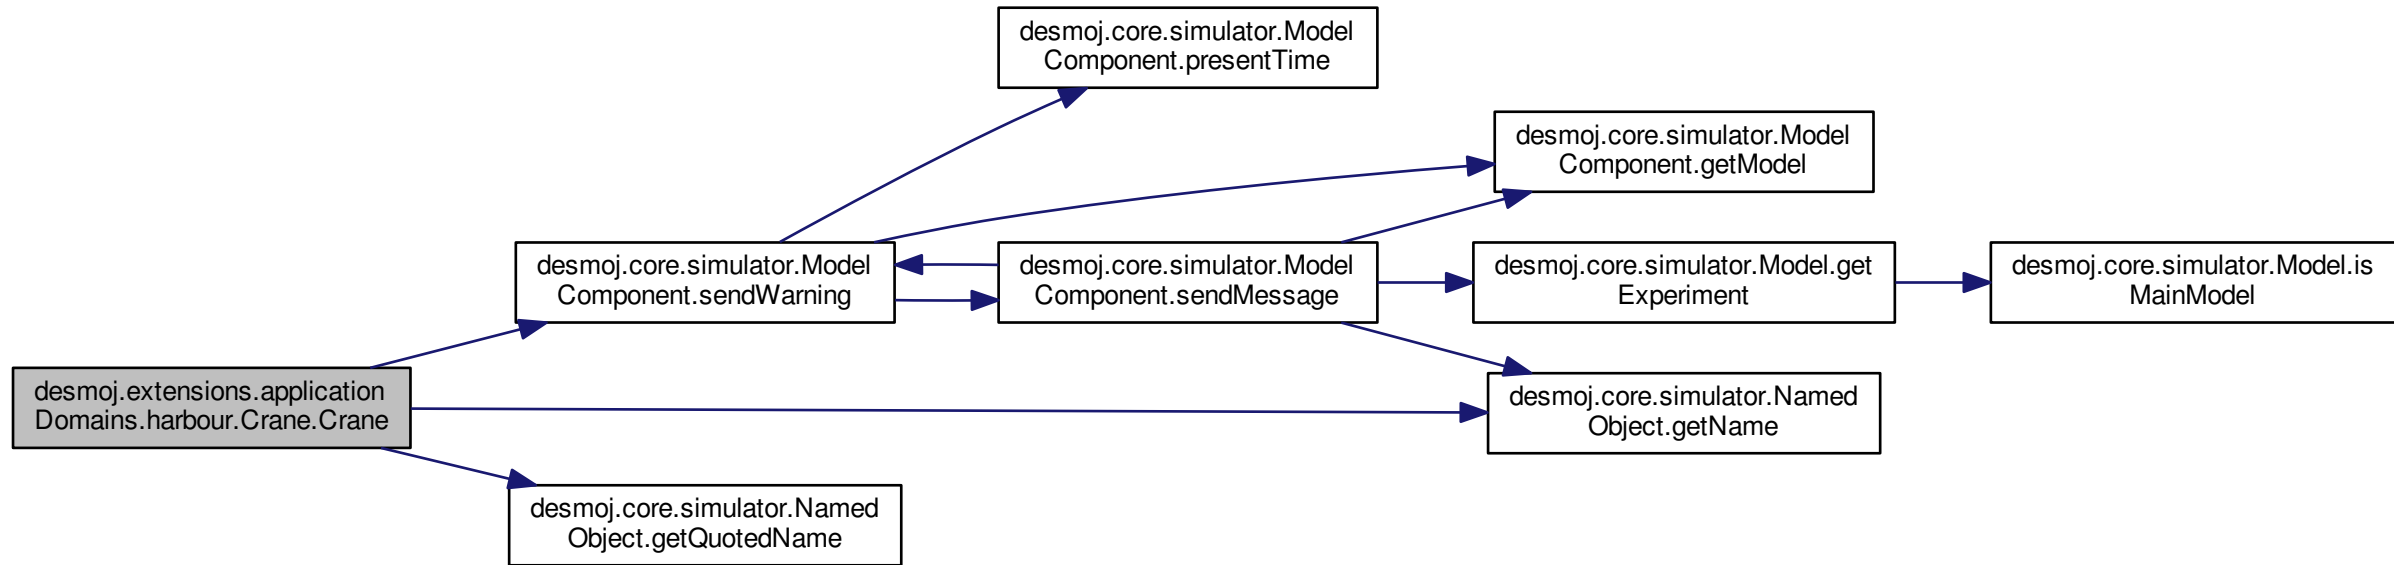 desmoj.core.simulator.Model
Component.presentTime
desmoj.core.simulator.Model
Component.getModel
desmoj.core.simulator.Model
Component.sendWarning
desmoj.core.simulator.Model
Component.sendMessage
desmoj.core.simulator.Model.get
Experiment
desmoj.core.simulator.Model.is
MainModel
desmoj.extensions.application
Domains.harbour.Crane.Crane
desmoj.core.simulator.Named
Object.getName
desmoj.core.simulator.Named
Object.getQuotedName